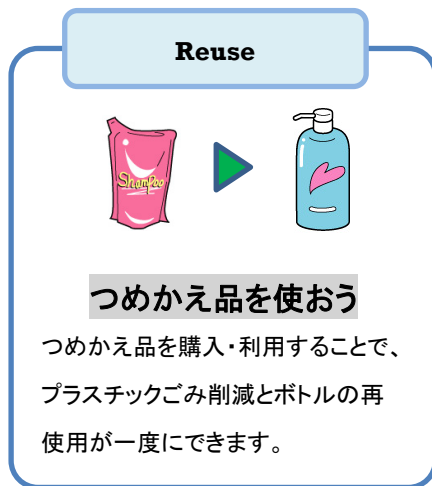 Reuse
Shampoo
つめかえ品を使おう
つめかえ品を購入・利用することで、
プラスチックごみ削減とボトルの再
使用が一度にできます。